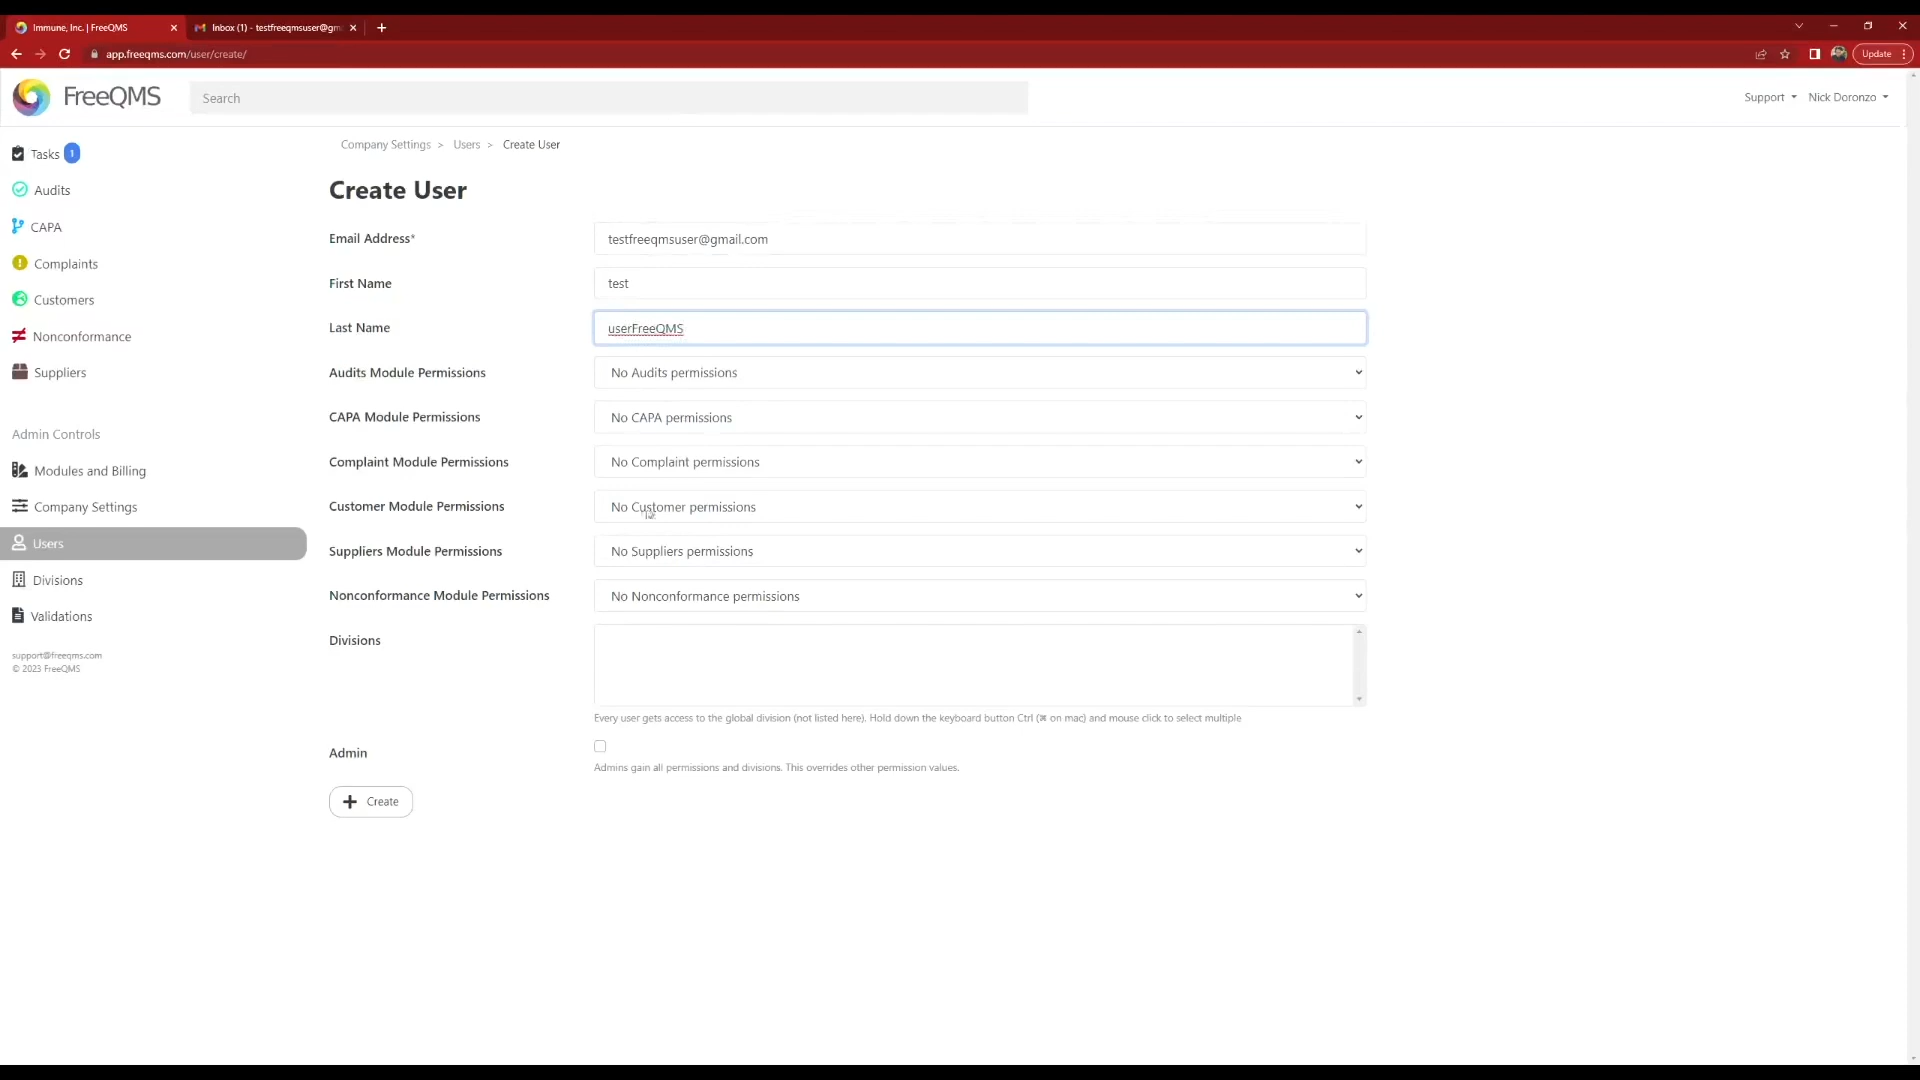 Immune, Inc. | FreeQMS
Inbox (1) - testfreeqmsuser@gm
app.freeqms.com/user/create/
Update
FreeQMS
Search
Support
Nick Doronzo
Tasks 1
Audits
CAPA
Complaints
Customers
Nonconformance
Suppliers
Admin Controls
Modules and Billing
Company Settings
Users
Divisions
Validations
support@freeqms.com
© 2023 FreeQMS
Company Settings > Users > Create User
Create User
Email Address*
testfreeqmsuser@gmail.com
First Name
test
Last Name
userFreeQMS
Audits Module Permissions
No Audits permissions
CAPA Module Permissions
No CAPA permissions
Complaint Module Permissions
No Complaint permissions
Customer Module Permissions
No Customer permissions
Suppliers Module Permissions
No Suppliers permissions
Nonconformance Module Permissions
No Nonconformance permissions
Divisions
Every user gets access to the global division (not listed here). Hold down the keyboard button Ctrl (⌘ on mac) and mouse click to select multiple
Admin
Admins gain all permissions and divisions. This overrides other permission values.
Create